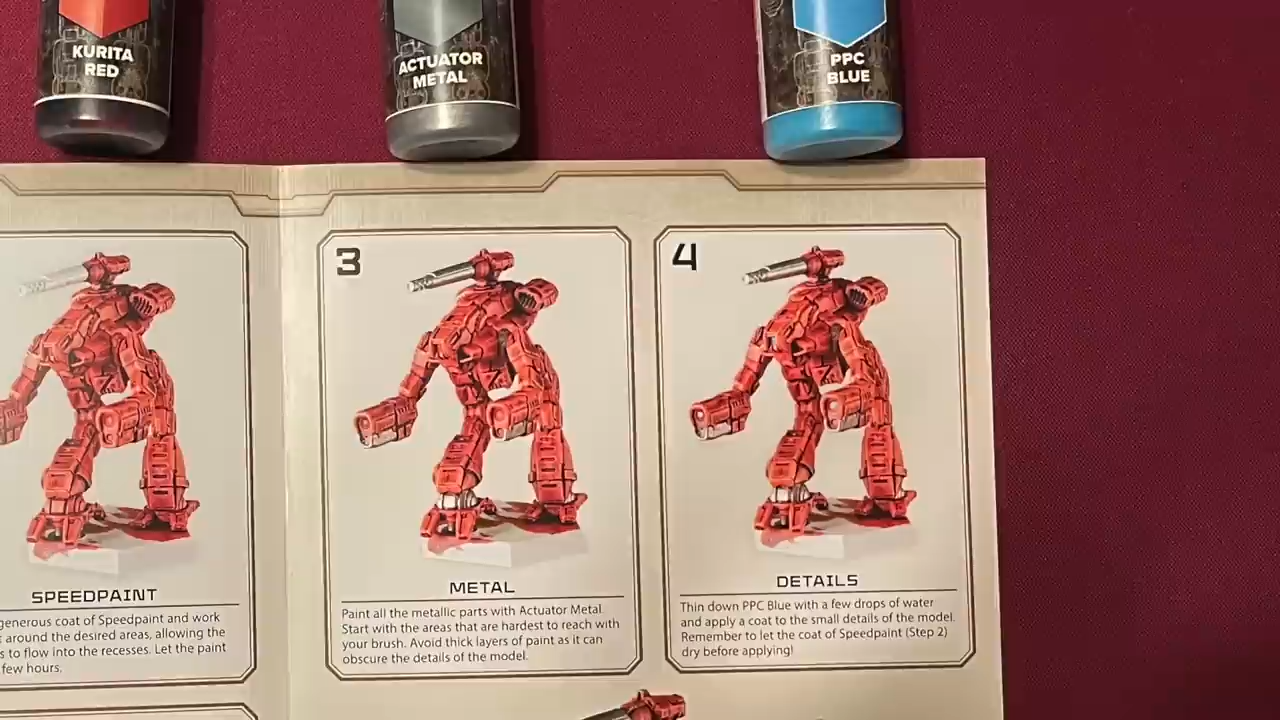 KURITA
RED
ACTUATOR
METAL
PPC
BLUE
SPEEDPAINT
generous coat of Speedpaint and work
around the desired areas, allowing the
s to flow into the recesses. Let the paint
few hours.
3
METAL
Paint all the metallic parts with Actuator Metal.
Start with the areas that are hardest to reach with
your brush. Avoid thick layers of paint as it can
obscure the details of the model.
4
DETAILS
Thin down PPC Blue with a few drops of water
and apply a coat to the small details of the model.
Remember to let the coat of Speedpaint (Step 2)
dry before applying!